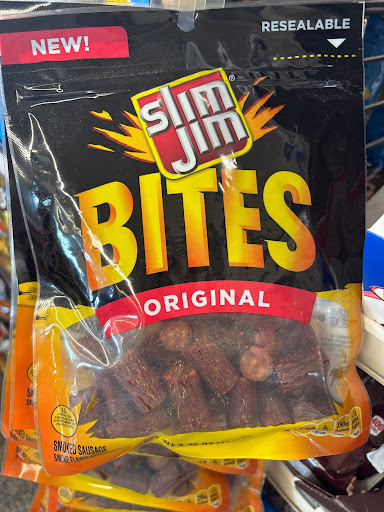 NEW!
RESEALABLE
slim
jim
®
BITES
ORIGINAL
SMOKED SAUSAGE